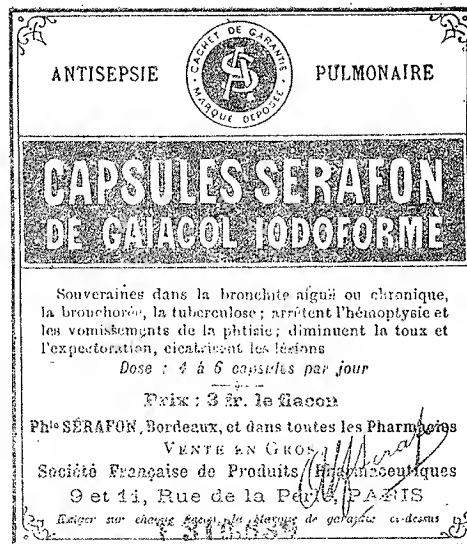 ANTISEPSIE
CACHET DE GARANTIE
MARQUE DÉPOSÉE
PULMONAIRE
CAPSULES SERAFON
DE GAÏACOL IODOFORMÉ
Souveraines dans la bronchite aiguë ou chronique,
la bronchorée, la tuberculose ; arrêtent l'hémoptysie et
les vomissements de la phtisie ; diminuent la toux et
l'expectoration, cicatrisent les lésions
Dose : 4 à 6 capsules par jour
Prix : 3 fr. le flacon
Phie SÉRAFON, Bordeaux, et dans toutes les Pharmacies
VENTE EN GROS
Société Française de Produits Pharmaceutiques
9 et 11, Rue de la Perle, PARIS
Exiger sur chaque flacon, la Marque de garantie ci-dessus